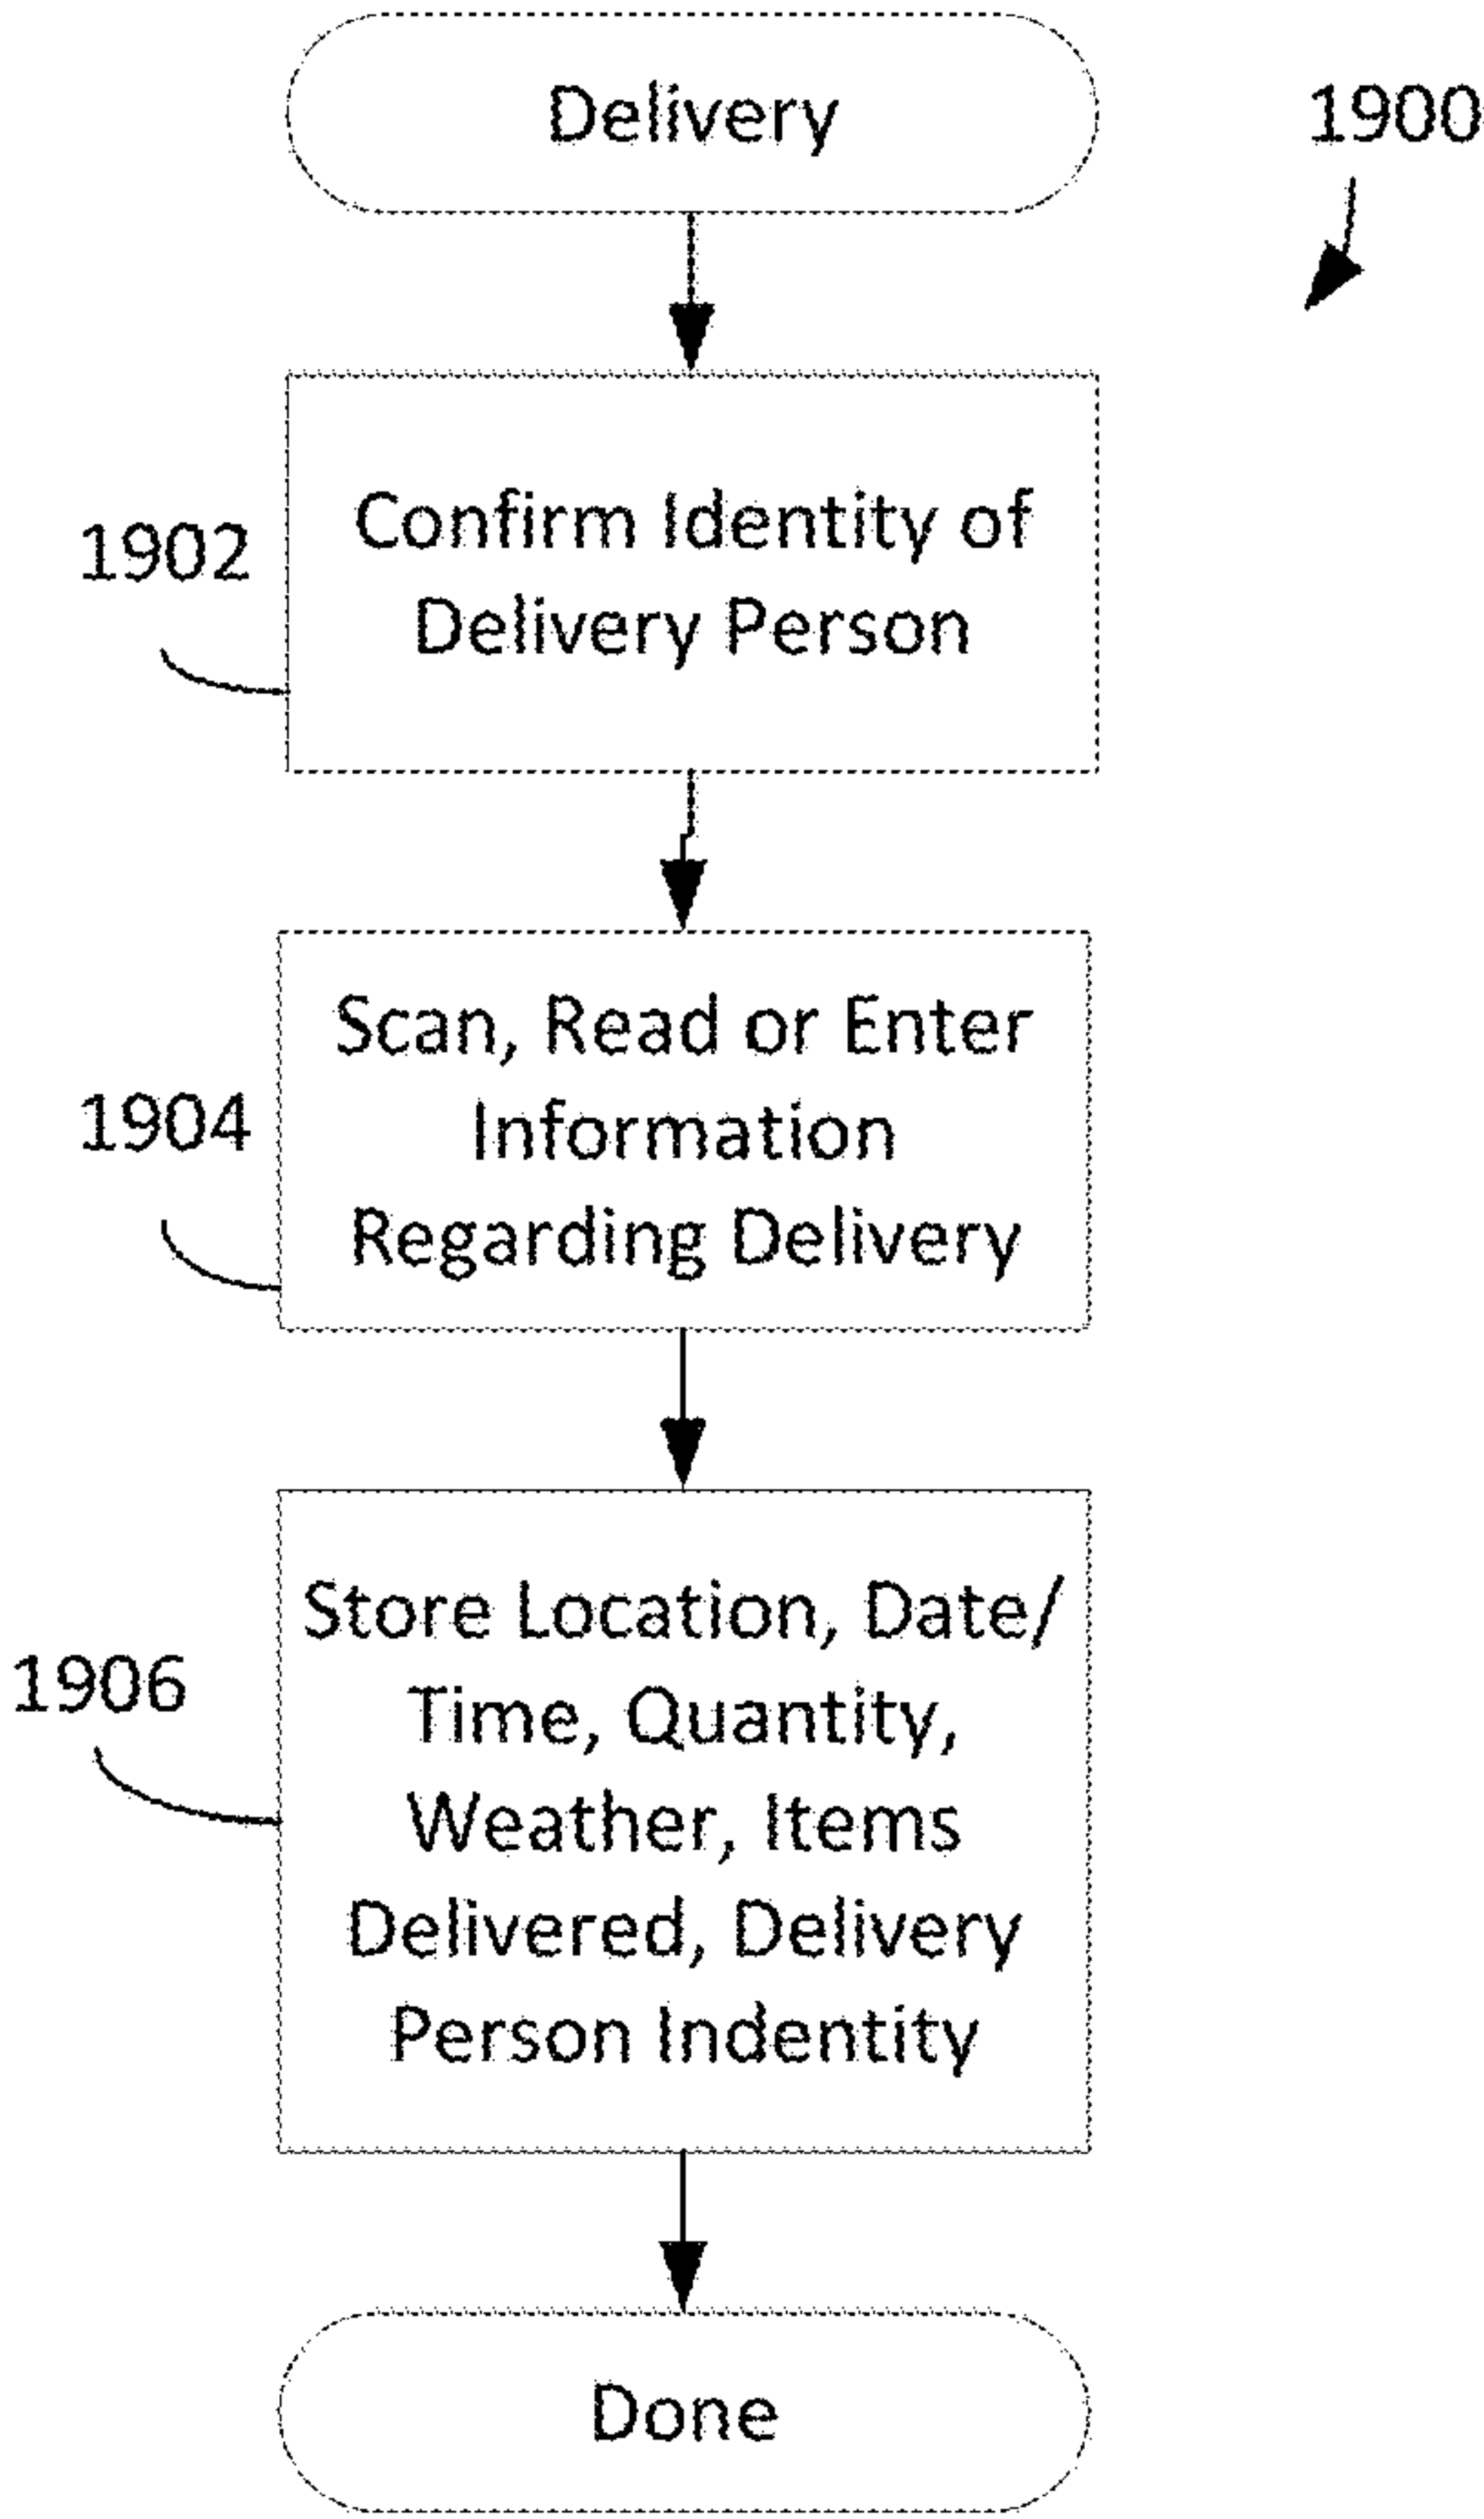 Delivery
1900
Confirm Identity of
Delivery Person
1902
Scan, Read or Enter
Information
Regarding Delivery
1904
Store Location, Date/
Time, Quantity,
Weather, Items
Delivered, Delivery
Person Indentity
1906
Done